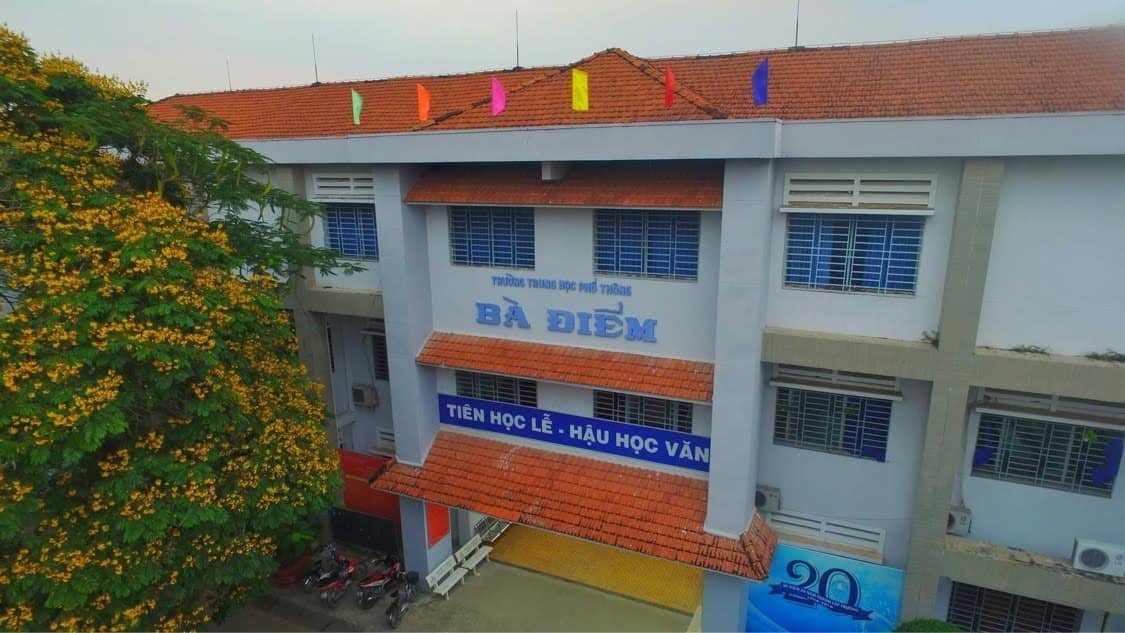 TRƯỜNG TRUNG HỌC PHỔ THÔNG
BÀ ĐIỂM
TIÊN HỌC LỄ - HẬU HỌC VĂN
20